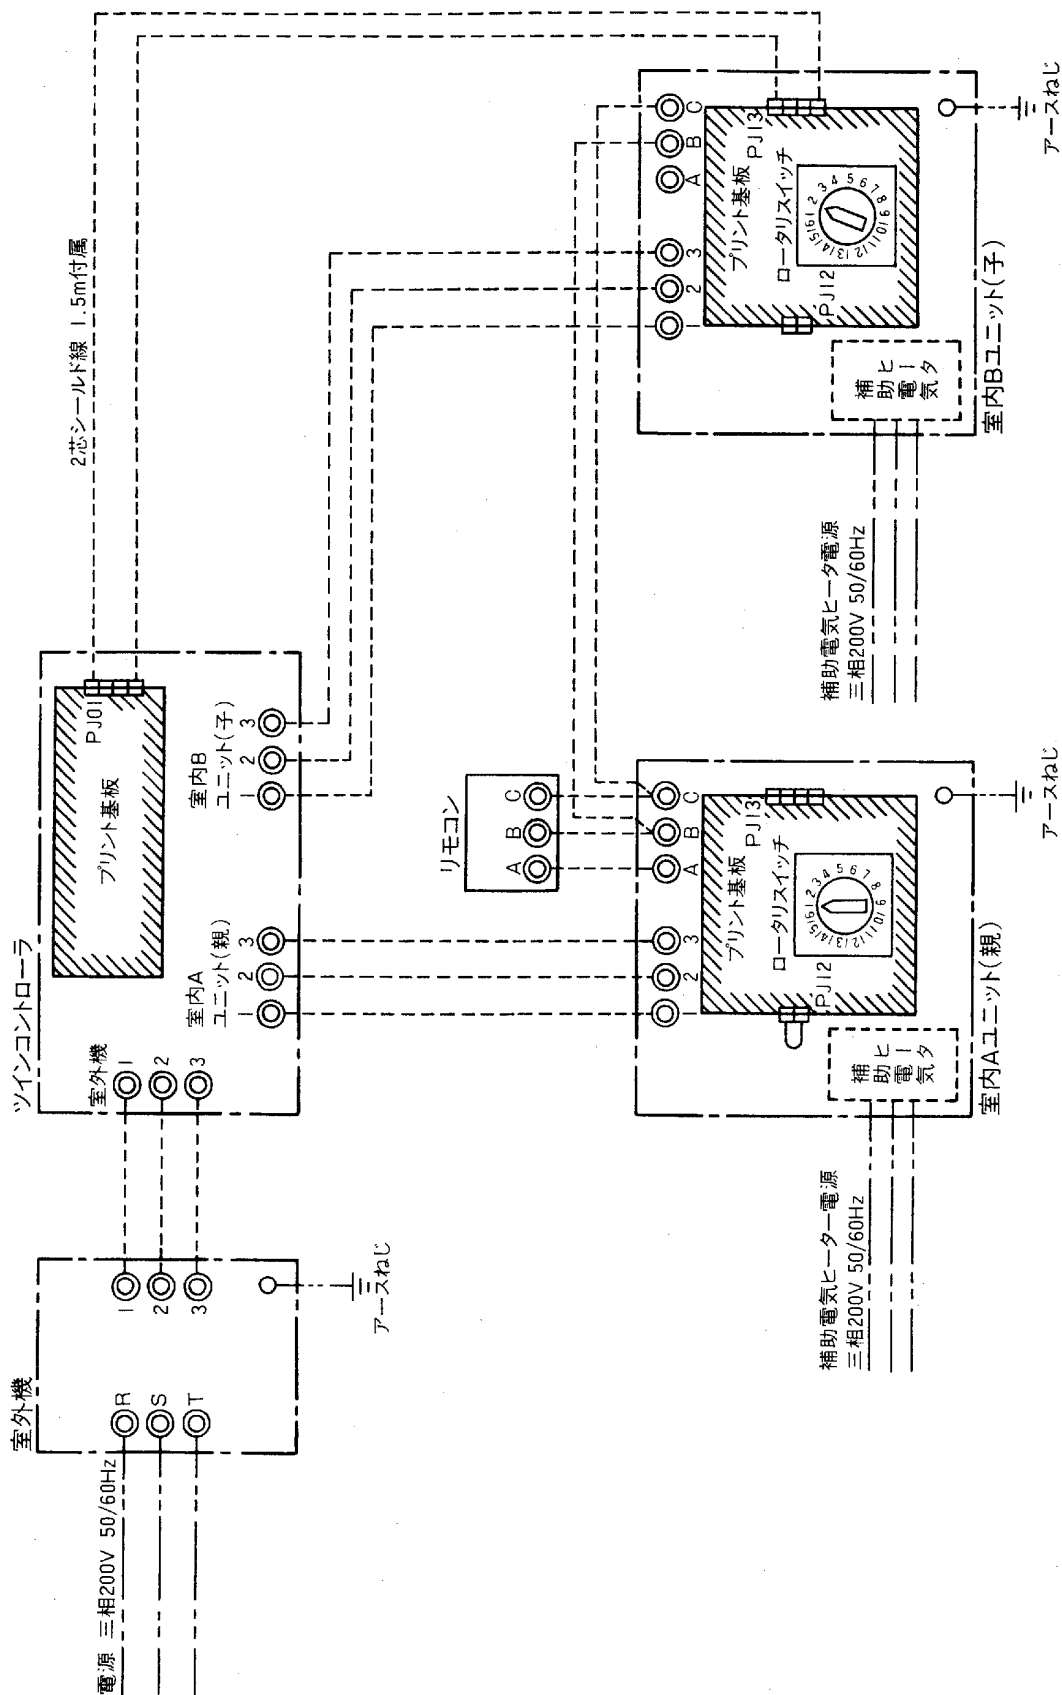 電源 三相200V 50/60Hz
室外機
R
S
T
1
2
3
アースねじ
ツインコントローラ
室外機
1
2
3
プリント基板
PJ01
室内A
ユニット(親)
1
2
3
室内B
ユニット(子)
1
2
3
2芯シールド線 1.5m付属
リモコン
A
B
C
補助電気ヒーター電源
三相200V 50/60Hz
室内Aユニット(親)
1
2
3
A
B
C
プリント基板
ロータリスイッチ
PJ12
PJ13
補助電気ヒータ
アースねじ
補助電気ヒータ電源
三相200V 50/60Hz
室内Bユニット(子)
1
2
3
A
B
C
プリント基板
ロータリスイッチ
PJ12
PJ13
補助電気ヒータ
アースねじ